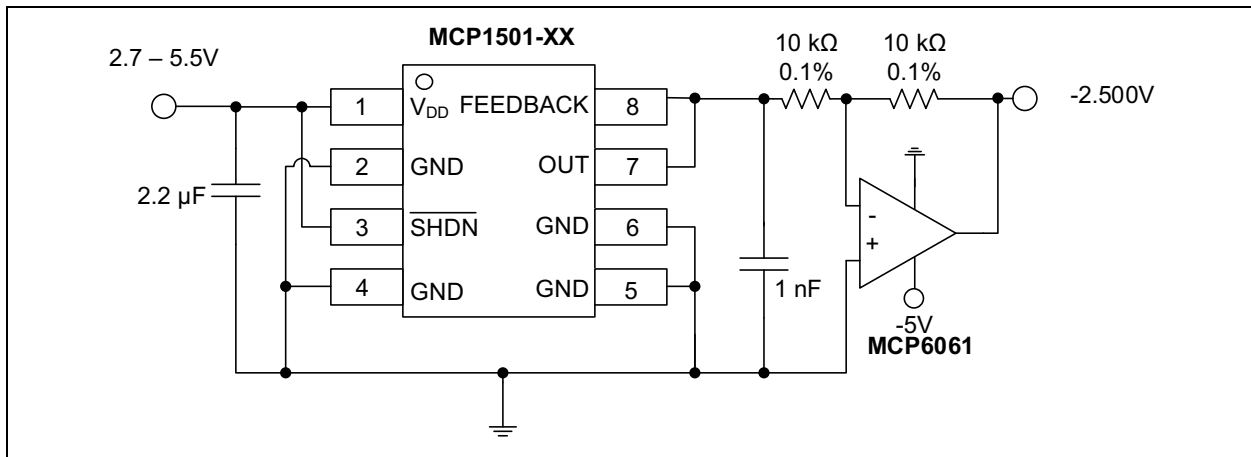 MCP1501-XX
2.7 – 5.5V
10 kΩ
0.1%
10 kΩ
0.1%
1
VDD
FEEDBACK
8
-2.500V
2
GND
OUT
7
2.2 µF
3
SHDN
GND
6
-
+
4
GND
GND
5
1 nF
-5V
MCP6061